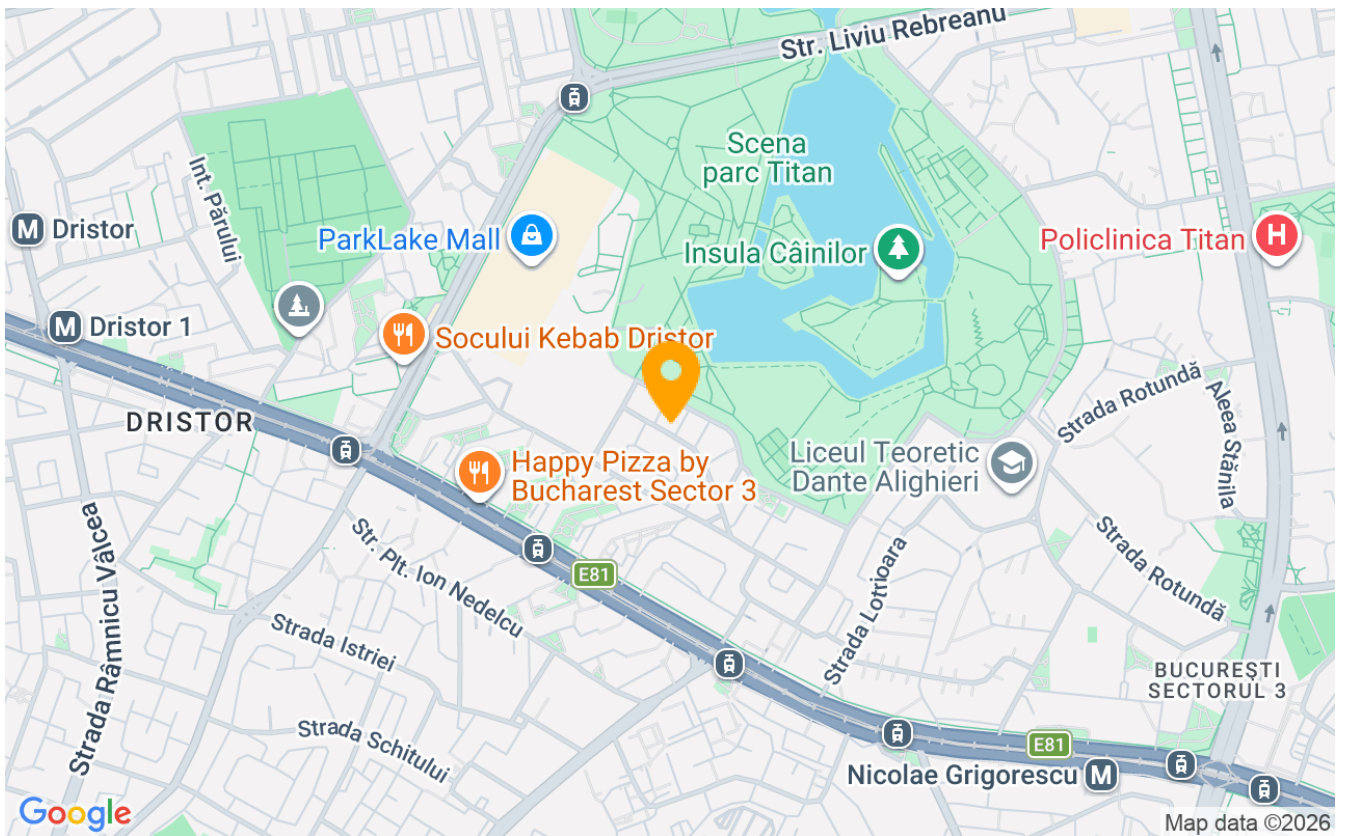 Str. Liviu Rebreanu
Scena
parc Titan
Int. Părului
M Dristor
ParkLake Mall
Insula Câinilor
Policlinica Titan
H
M Dristor 1
Socului Kebab Dristor
DRISTOR
Strada Rotundă
Aleea Stănila
Happy Pizza by
Bucharest Sector 3
Liceul Teoretic
Dante Alighieri
Strada Râmnicu Vâlcea
Str. Plt. Ion Nedelcu
E81
Strada Lotrioara
Strada Rotundă
Strada Istriei
BUCUREȘTI
SECTORUL 3
Strada Schitului
E81
Nicolae Grigorescu M
Google
Map data ©2026